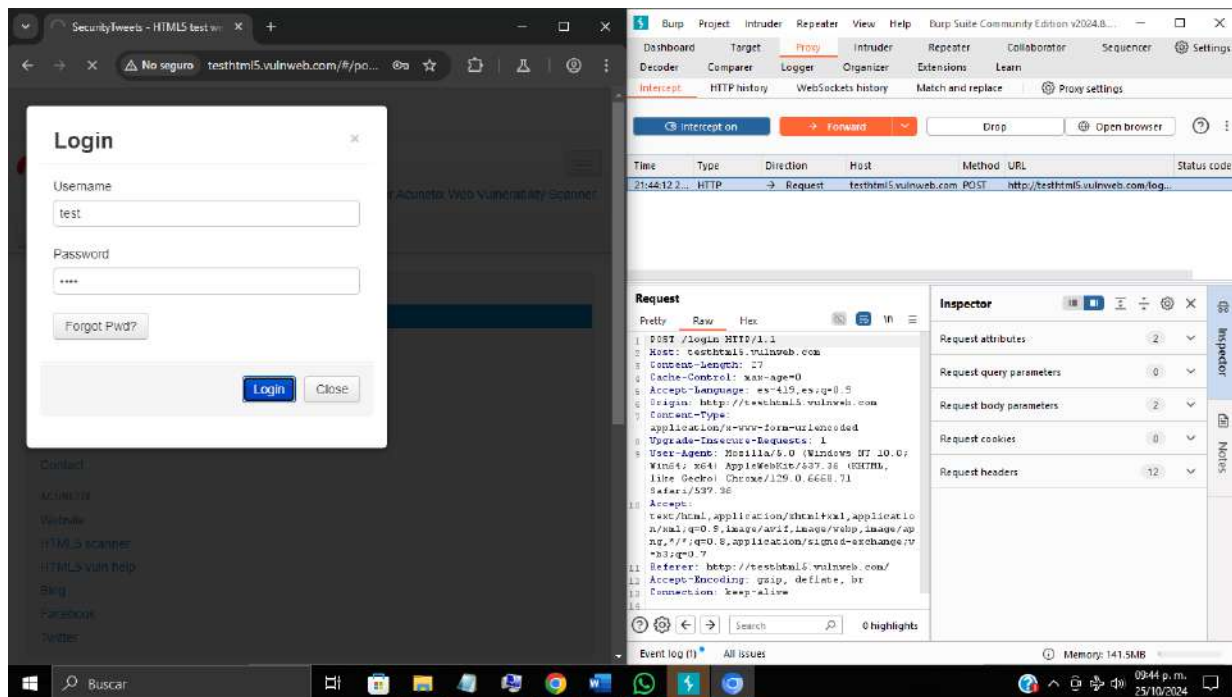 SecurityTweets - HTML5 test w
No seguro testhtml5.vulnweb.com/#/po...
Login
Username
test
Password
Forgot Pwd?
Login Close
Acunetix Web Vulnerability Scanner
Contact
ACUNETIX
Website
HTML5 scanner
HTML5 vuln help
Blog
Facebook
Twitter
Burp Project Intruder Repeater View Help Burp Suite Community Edition v2024.8...
Dashboard Target Proxy Intruder Repeater Collaborator Sequencer Settings
Decoder Comparer Logger Organizer Extensions Learn
Intercept HTTP history WebSockets history Match and replace Proxy settings
Intercept on Forward Drop Open browser
Time Type Direction Host Method URL Status code
21:44:12 2... HTTP → Request testhtml5.vulnweb.com POST http://testhtml5.vulnweb.com/log...
Request
Pretty Raw Hex
1 POST /login HTTP/1.1
2 Host: testhtml5.vulnweb.com
3 Content-Length: 27
4 Cache-Control: max-age=0
5 Accept-Language: es-419,es;q=0.9
6 Origin: http://testhtml5.vulnweb.com
7 Content-Type:
application/x-www-form-urlencoded
8 Upgrade-Insecure-Requests: 1
9 User-Agent: Mozilla/5.0 (Windows NT 10.0;
Win64; x64) AppleWebKit/537.36 (KHTML,
like Gecko) Chrome/129.0.6668.71
Safari/537.36
10 Accept:
text/html,application/xhtml+xml,applicatio
n/xml;q=0.9,image/avif,image/webp,image/ap
ng,*/*;q=0.8,application/signed-exchange;v
=b3;q=0.7
11 Referer: http://testhtml5.vulnweb.com/
12 Accept-Encoding: gzip, deflate, br
13 Connection: keep-alive
Search 0 highlights
Inspector
Request attributes 2
Request query parameters 0
Request body parameters 2
Request cookies 0
Request headers 12
Inspector
Notes
Event log (1) All issues Memory: 141.5MB
Buscar
09:44 p. m.
25/10/2024